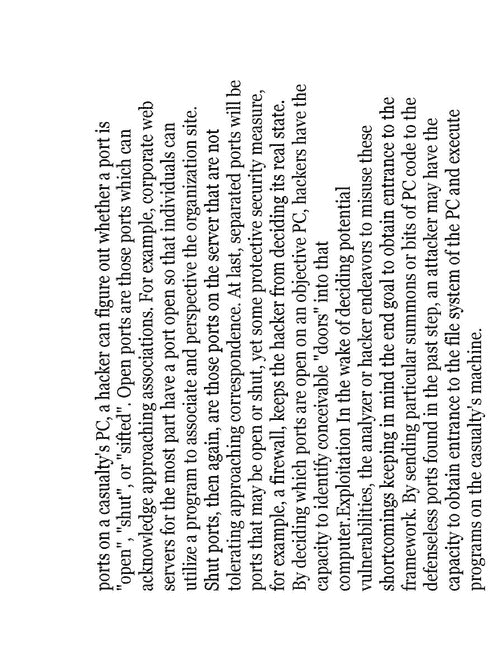 ports on a casualty's PC, a hacker can figure out whether a port is
"open", "shut", or "sifted". Open ports are those ports which can
acknowledge approaching associations. For example, corporate web
servers for the most part have a port open so that individuals can
utilize a program to associate and perspective the organization site.
Shut ports, then again, are those ports on the server that are not
tolerating approaching correspondence. At last, separated ports will be
ports that may be open or shut, yet some protective security measure,
for example, a firewall, keeps the hacker from deciding its real state.
By deciding which ports are open on an objective PC, hackers have the
capacity to identify conceivable "doors" into that
computer.Exploitation In the wake of deciding potential
vulnerabilities, the analyzer or hacker endeavors to misuse these
shortcomings keeping in mind the end goal to obtain entrance to the
framework. By sending particular summons or bits of PC code to the
defenseless ports found in the past step, an attacker may have the
capacity to obtain entrance to the file system of the PC and execute
programs on the casualty's machine.